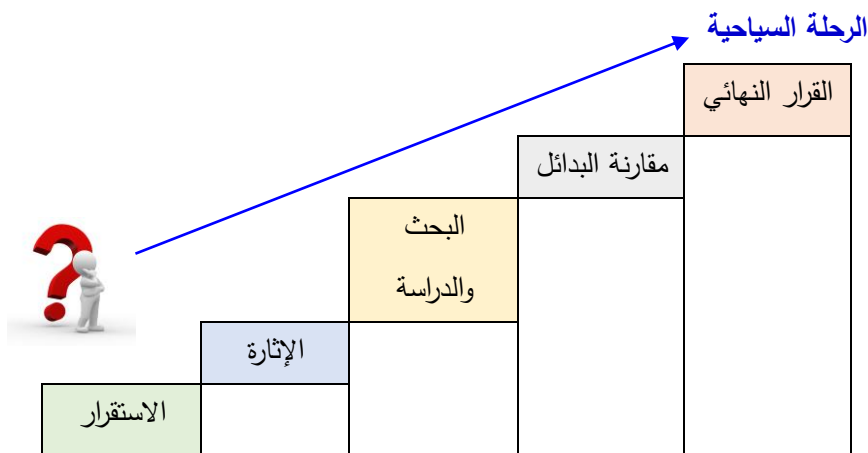 الرحلة السياحية
القرار النهائي
مقارنة البدائل
البحث
والدراسة
الإثارة
الاستقرار